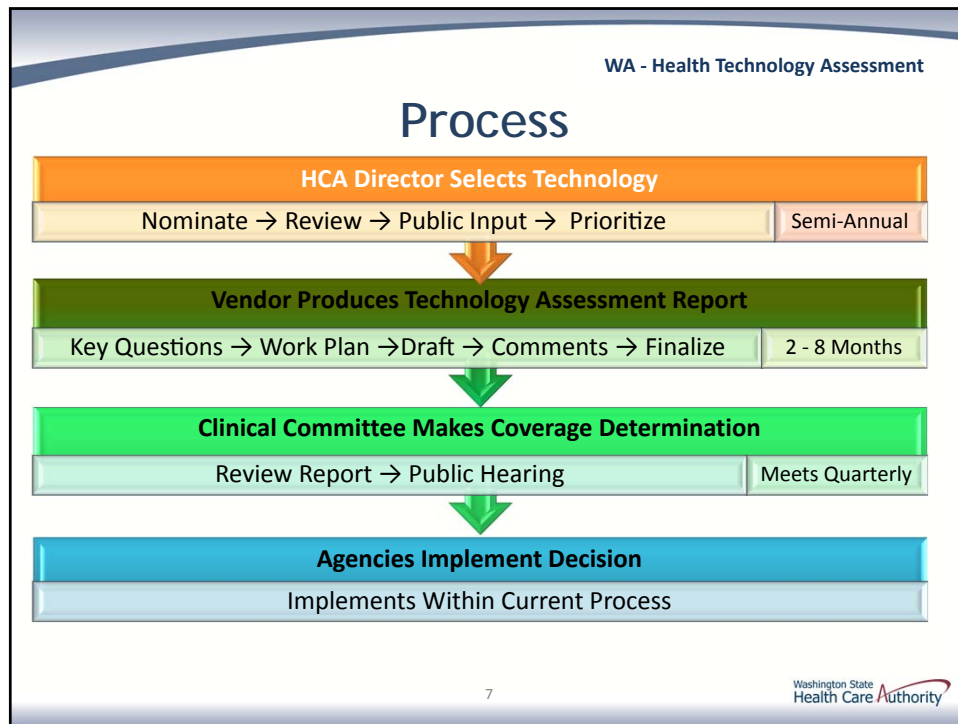 WA - Health Technology Assessment
Process
HCA Director Selects Technology
Nominate → Review → Public Input → Prioritize
Semi-Annual
Vendor Produces Technology Assessment Report
Key Questions → Work Plan →Draft → Comments → Finalize
2 - 8 Months
Clinical Committee Makes Coverage Determination
Review Report → Public Hearing
Meets Quarterly
Agencies Implement Decision
Implements Within Current Process
7
Washington State
Health Care Authority